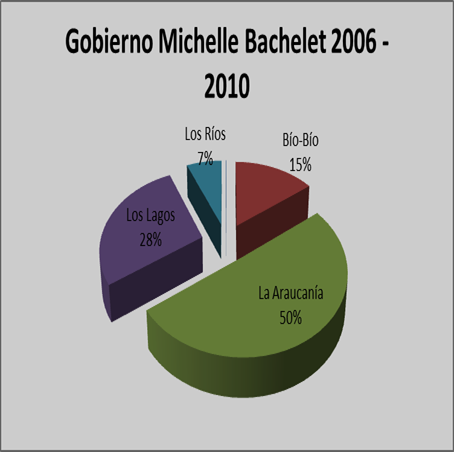 Gobierno Michelle Bachelet 2006 -
2010
Los Ríos
7%
Bío-Bío
15%
Los Lagos
28%
La Araucanía
50%